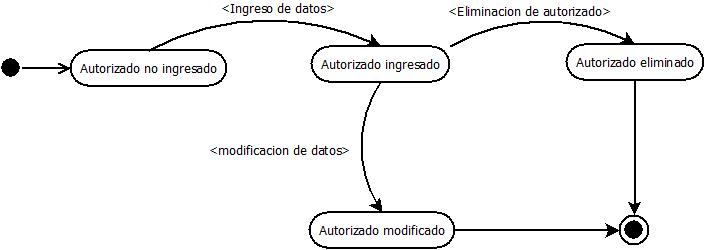 <Ingreso de datos>
<Eliminacion de autorizado>
Autorizado no ingresado
Autorizado ingresado
Autorizado eliminado
<modificacion de datos>
Autorizado modificado